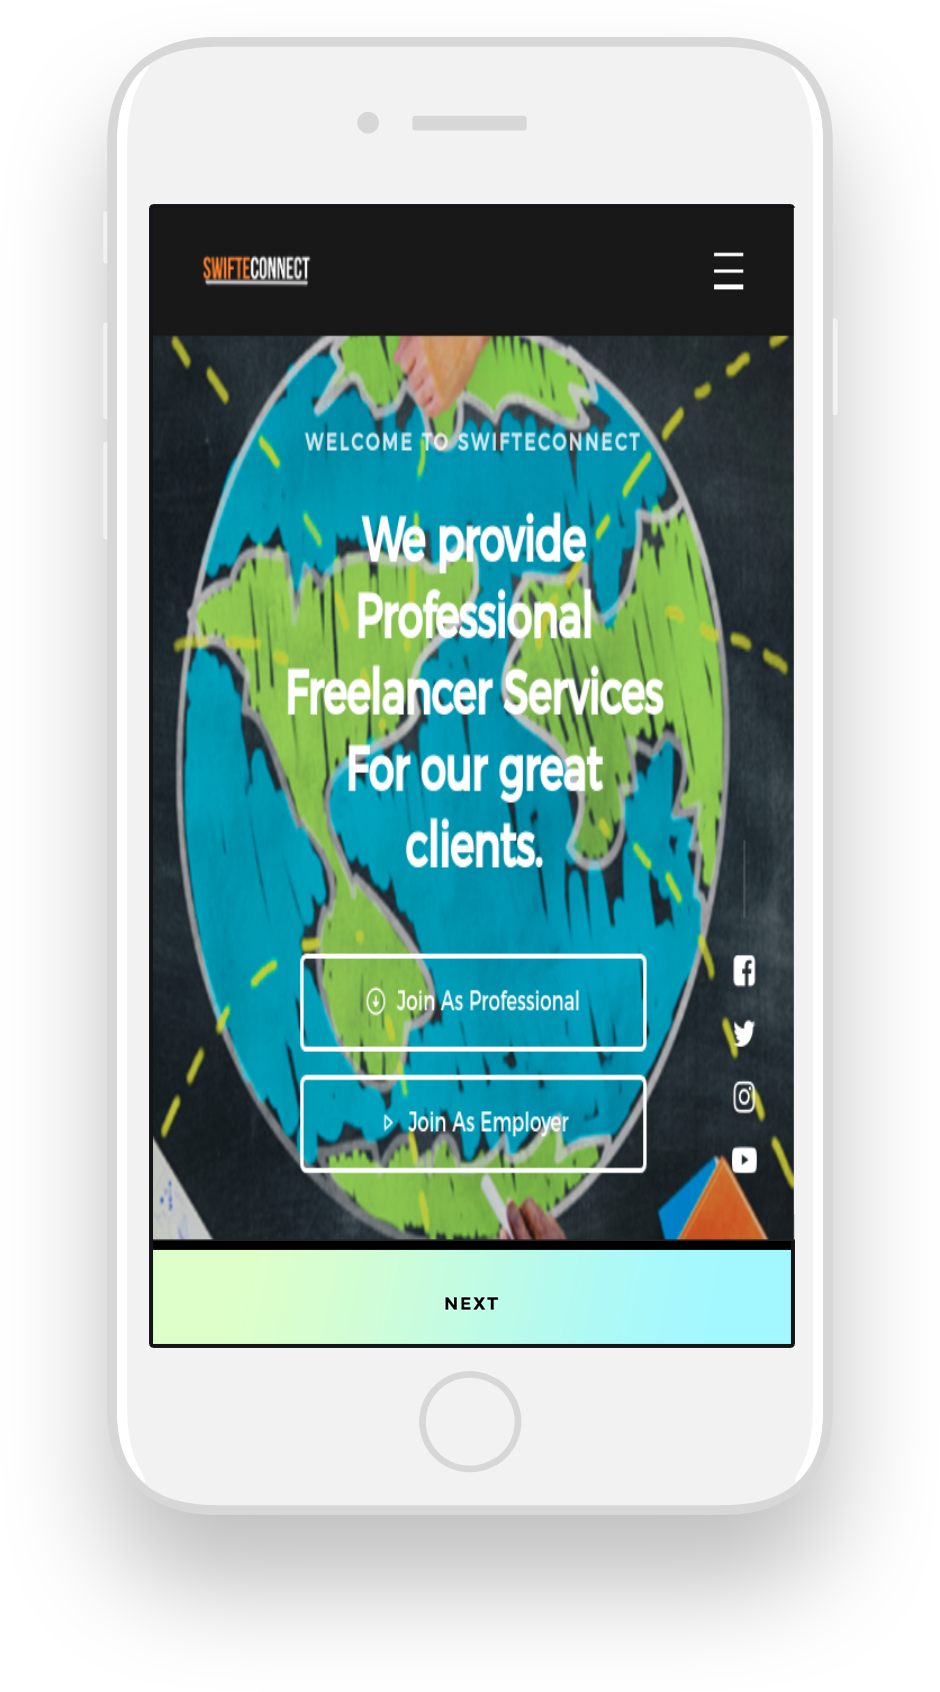 SWIFTECONNECT
WELCOME TO SWIFTECONNECT
We provide
Professional
Freelancer Services
For our great
clients.
Join As Professional
Join As Employer
NEXT